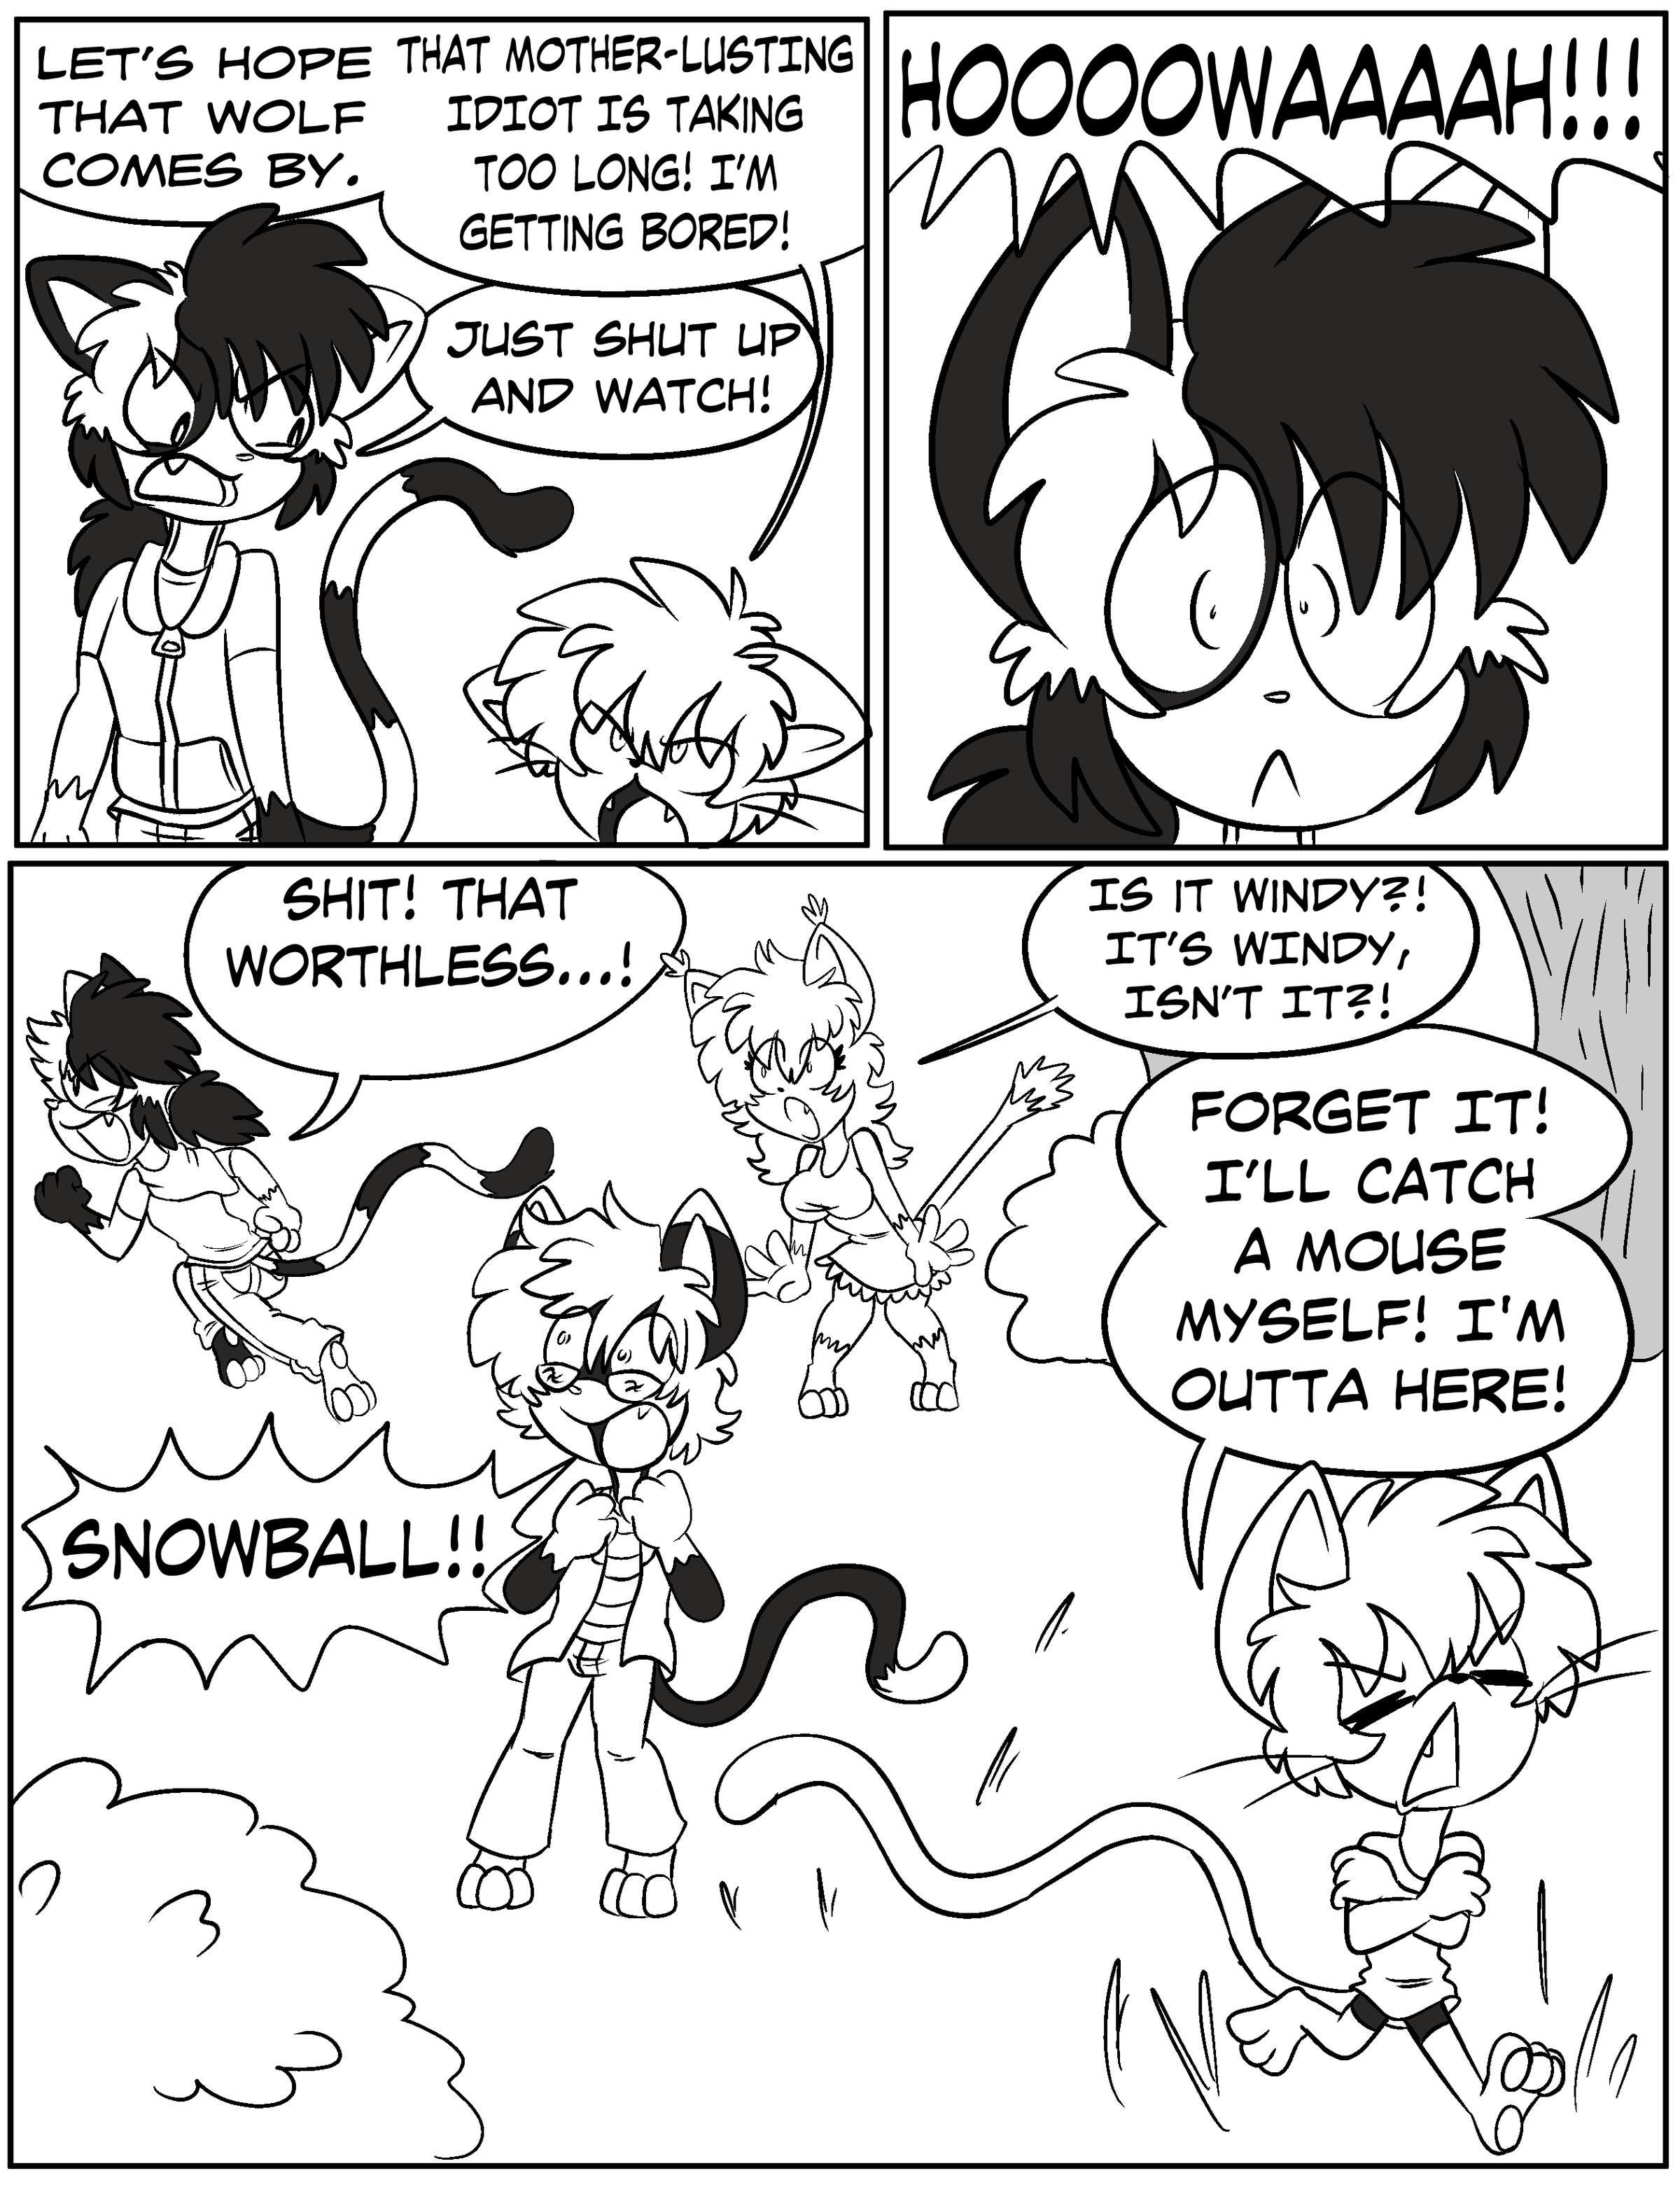 LET'S HOPE
THAT WOLF
COMES BY.
THAT MOTHER-LUSTING
IDIOT IS TAKING
TOO LONG! I'M
GETTING BORED!
JUST SHUT UP
AND WATCH!
HOOOOWAAAAH!!!
SHIT! THAT
WORTHLESS...!
IS IT WINDY?!
IT'S WINDY,
ISN'T IT?!
FORGET IT!
I'LL CATCH
A MOUSE
MYSELF! I'M
OUTTA HERE!
SNOWBALL!!